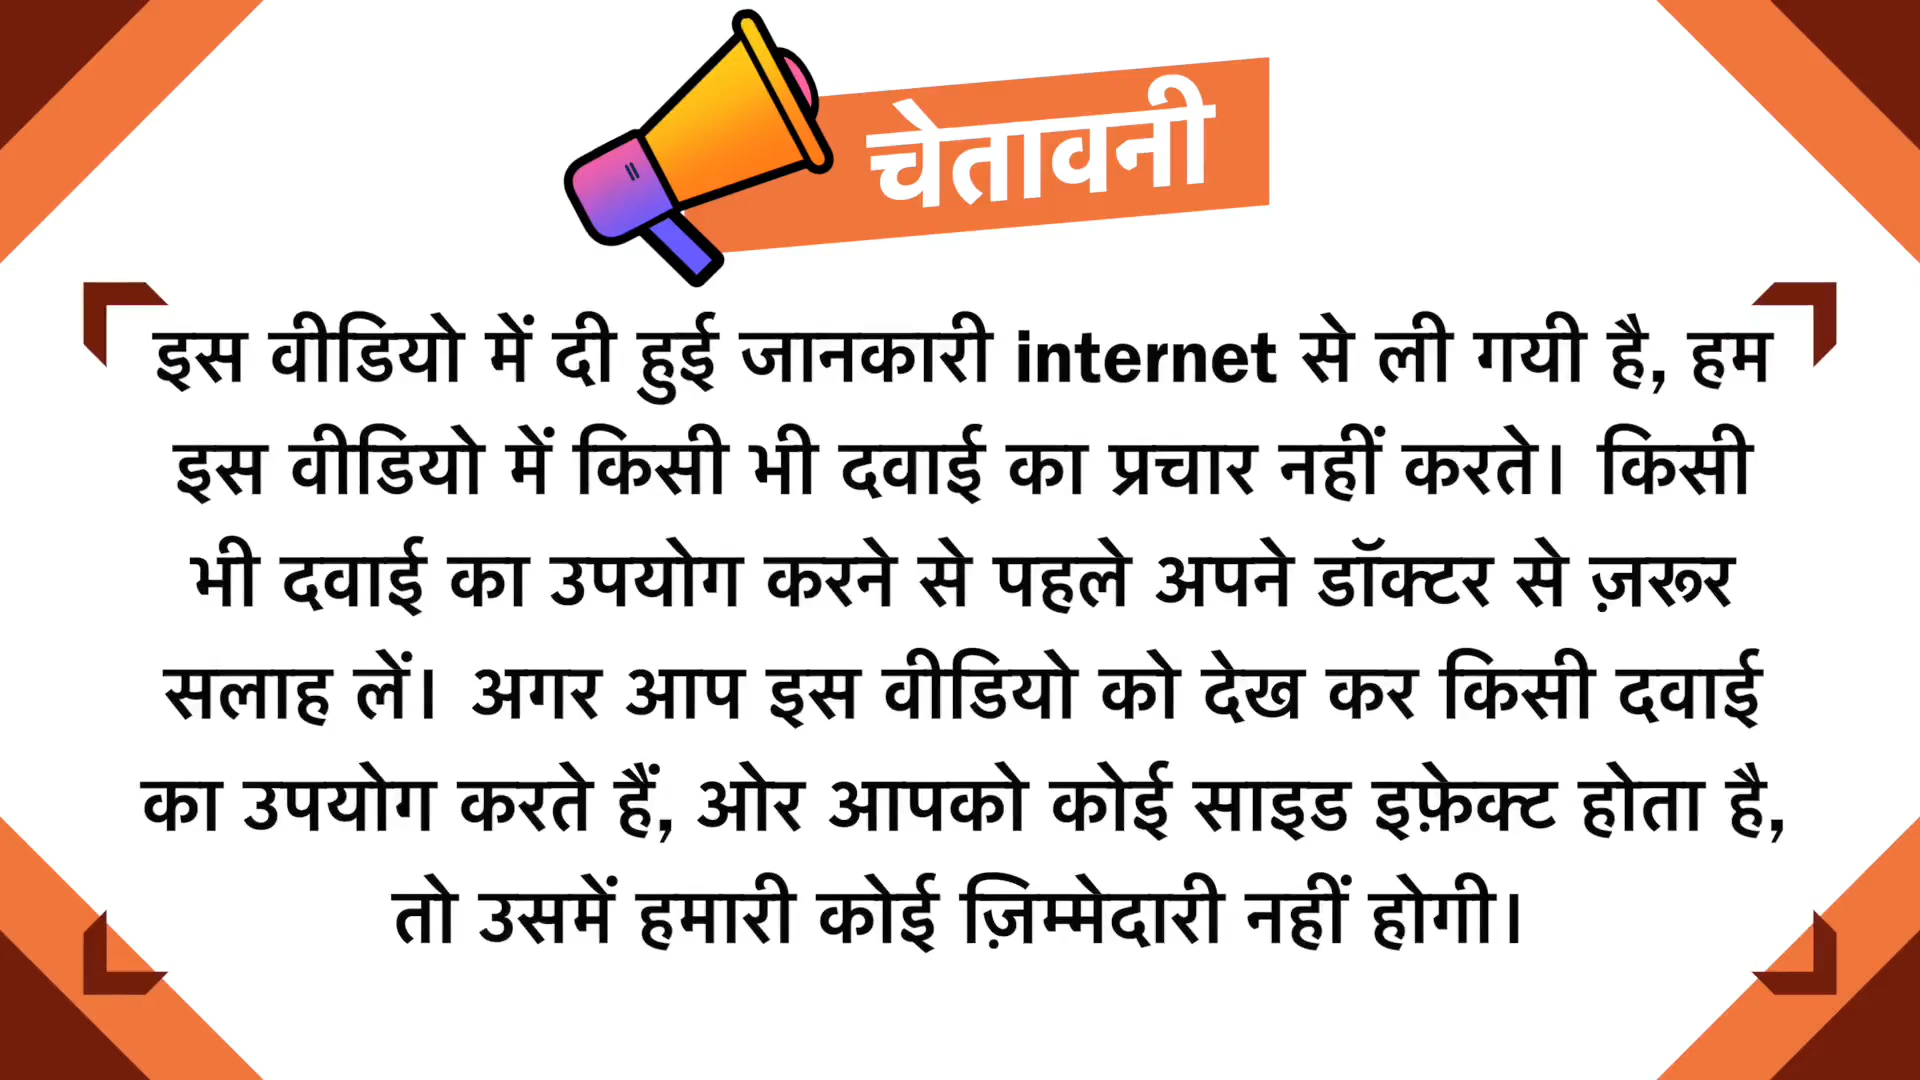 चेतावनी
इस वीडियो में दी हुई जानकारी internet से ली गयी है, हम
इस वीडियो में किसी भी दवाई का प्रचार नहीं करते। किसी
भी दवाई का उपयोग करने से पहले अपने डॉक्टर से ज़रूर
सलाह लें। अगर आप इस वीडियो को देख कर किसी दवाई
का उपयोग करते हैं, ओर आपको कोई साइड इफ़ेक्ट होता है,
तो उसमें हमारी कोई ज़िम्मेदारी नहीं होगी।